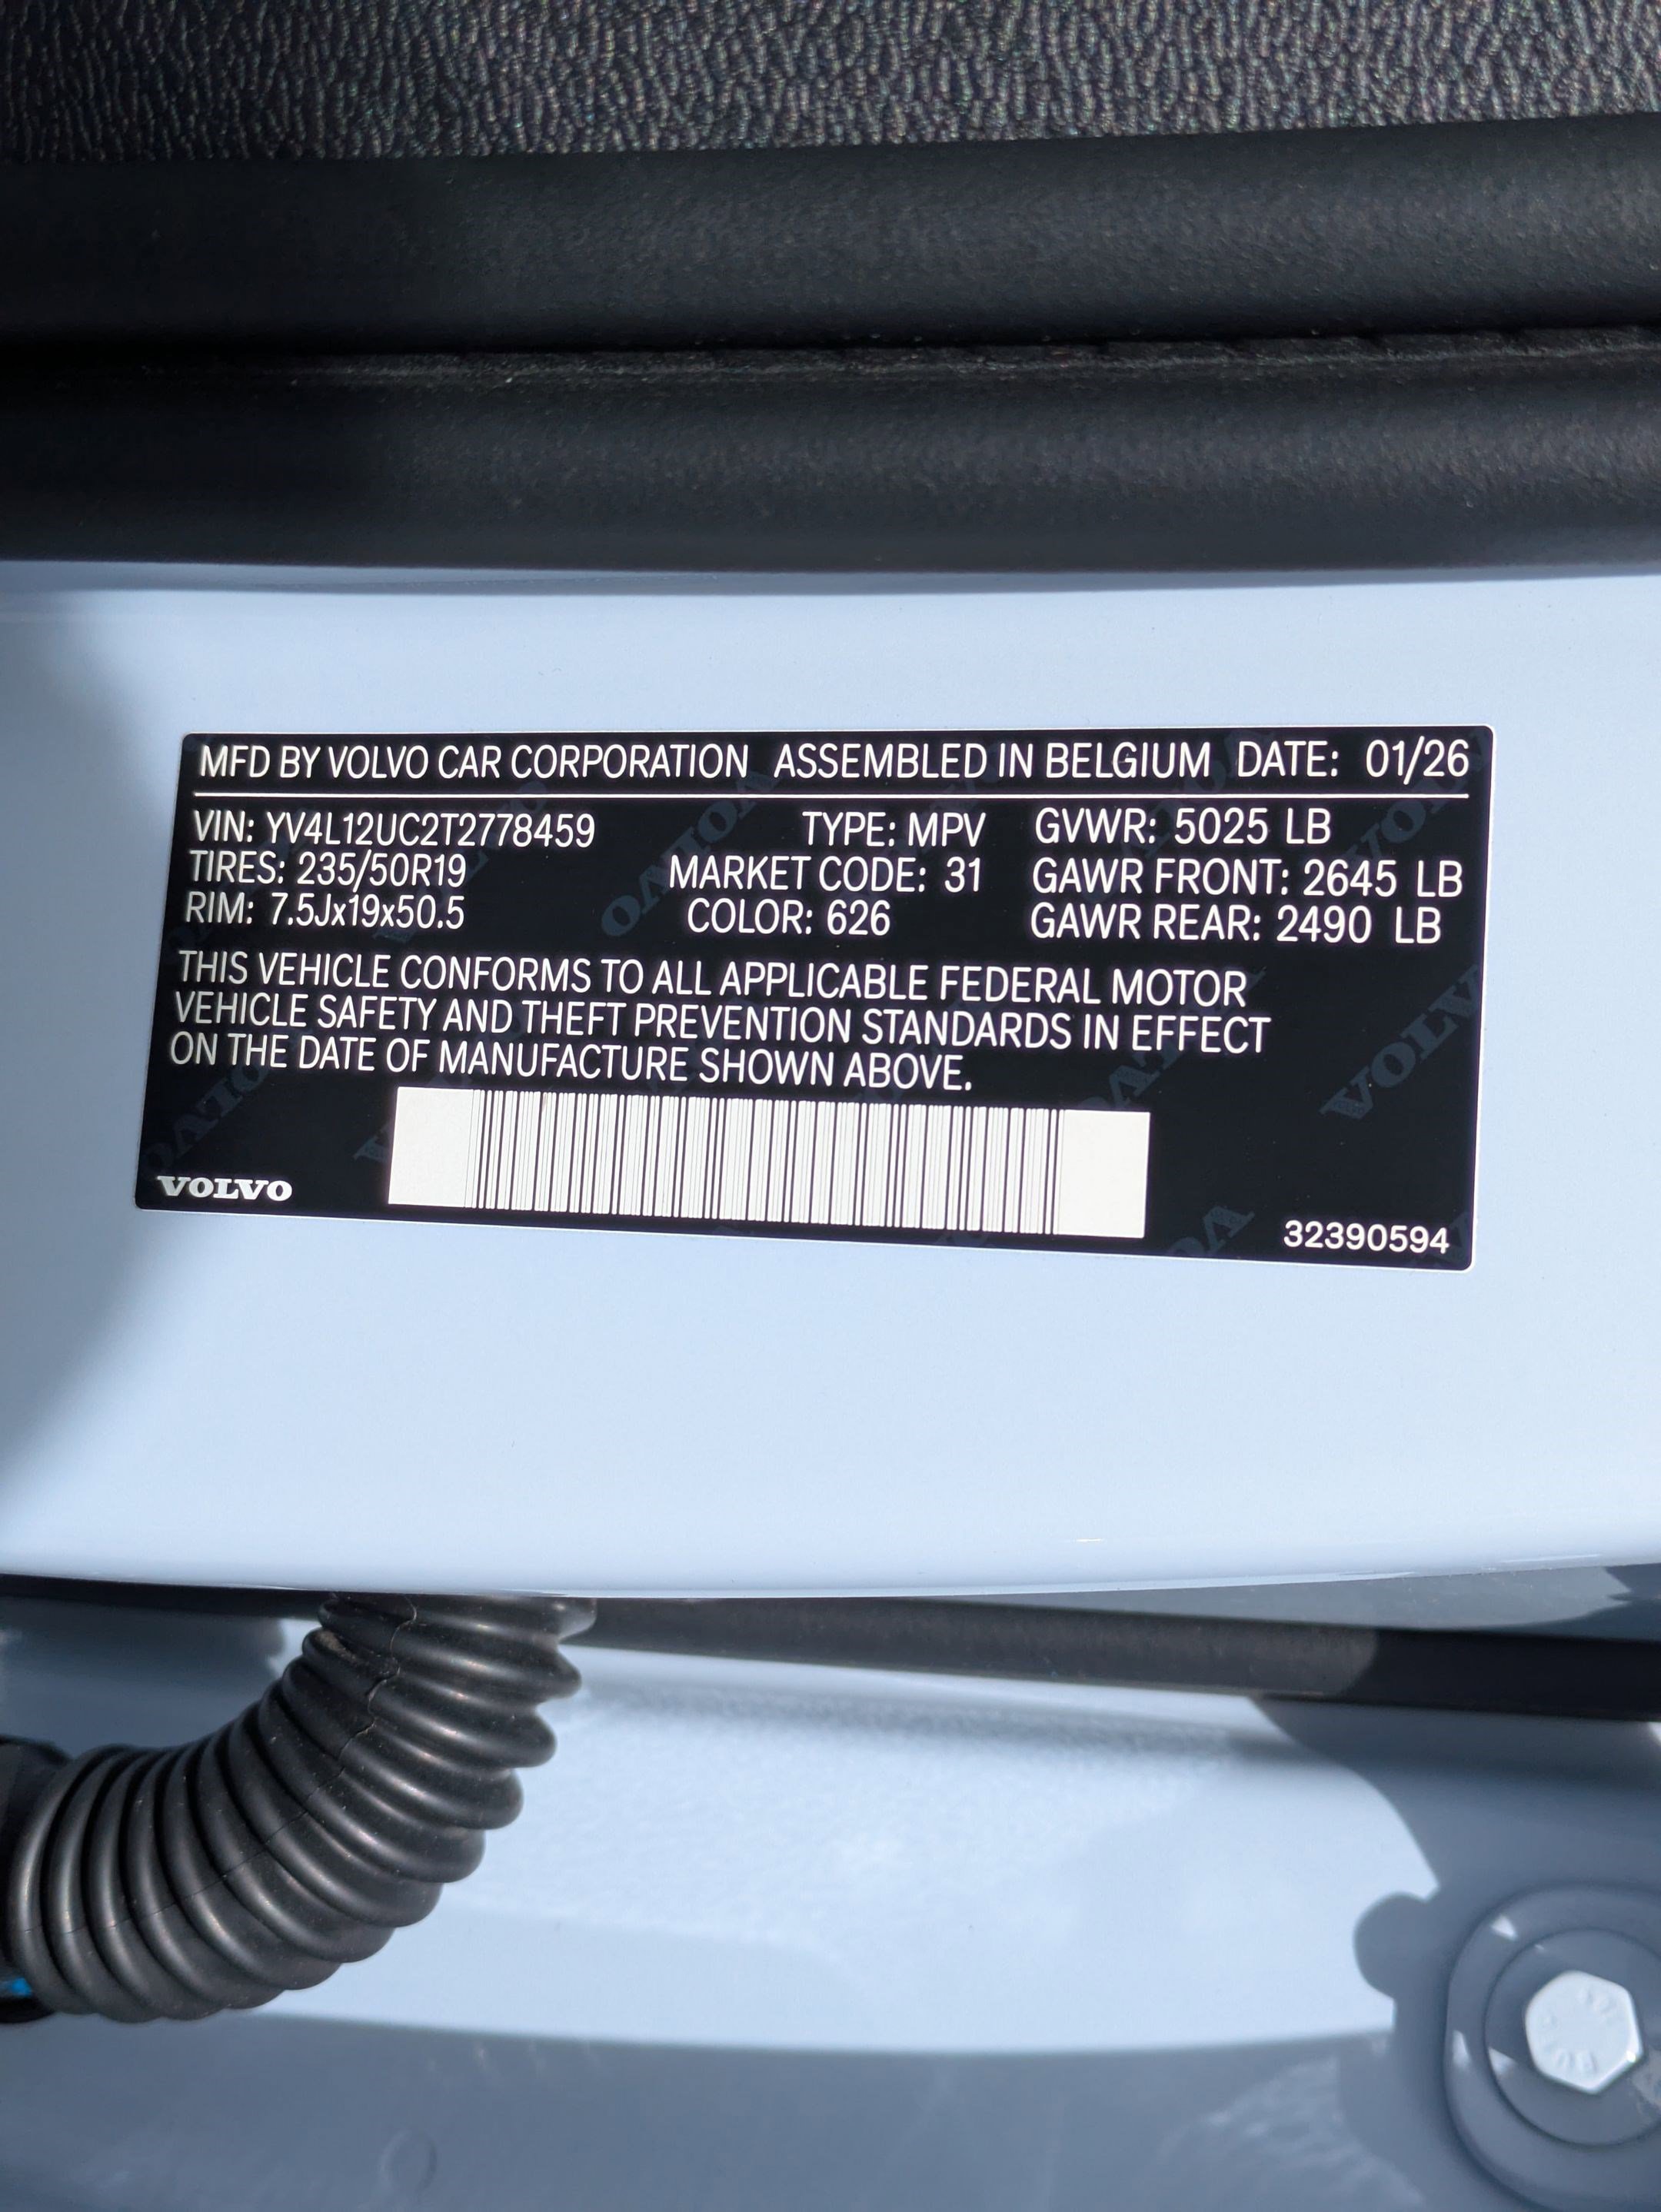 MFD BY VOLVO CAR CORPORATION ASSEMBLED IN BELGIUM DATE: 01/26
VIN: YV4L12UC2T2778459 TYPE: MPV GVWR: 5025 LB
TIRES: 235/50R19 MARKET CODE: 31 GAWR FRONT: 2645 LB
RIM: 7.5Jx19x50.5 COLOR: 626 GAWR REAR: 2490 LB
THIS VEHICLE CONFORMS TO ALL APPLICABLE FEDERAL MOTOR
VEHICLE SAFETY AND THEFT PREVENTION STANDARDS IN EFFECT
ON THE DATE OF MANUFACTURE SHOWN ABOVE.
VOLVO
32390594